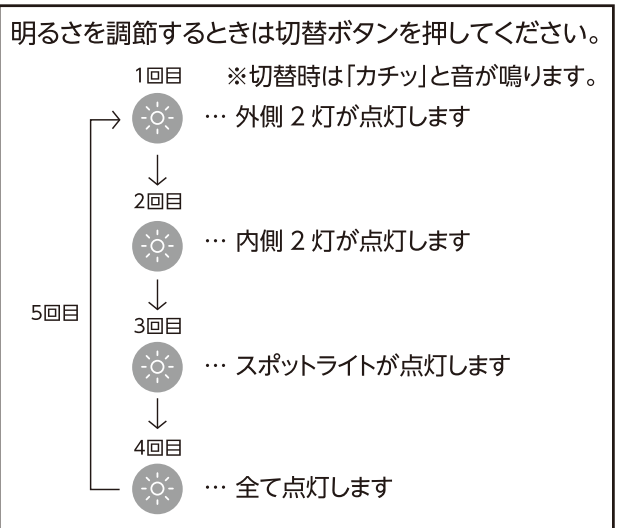 明るさを調節するときは切替ボタンを押してください。
1回目 ※切替時は「カチッ」と音が鳴ります。
… 外側 2 灯が点灯します
2回目
… 内側 2 灯が点灯します
5回目
3回目
… スポットライトが点灯します
4回目
… 全て点灯します